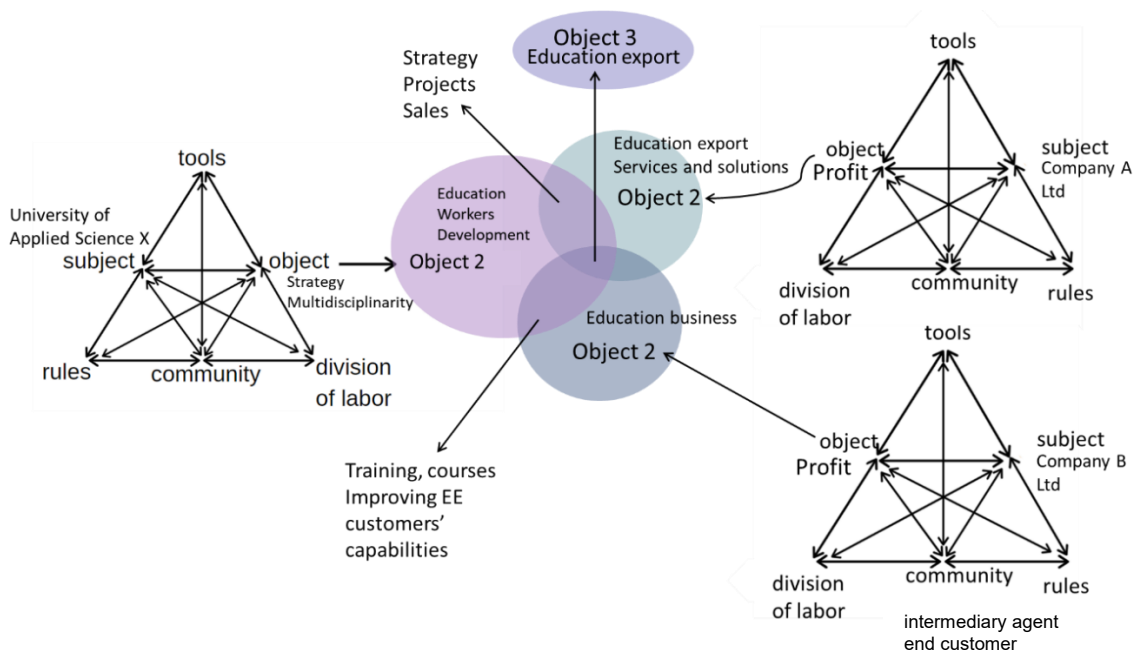 Object 3
Education export
Strategy
Projects
Sales
tools
University of
Applied Science X
subject
object
Strategy
Multidisciplinarity
rules
community
division
of labor
Education
Workers
Development
Object 2
Education export
Services and solutions
Object 2
Education business
Object 2
Training, courses
Improving EE
customers'
capabilities
tools
object
Profit
subject
Company A
Ltd
division
of labor
community
rules
tools
object
Profit
subject
Company B
Ltd
division
of labor
community
rules
intermediary agent
end customer